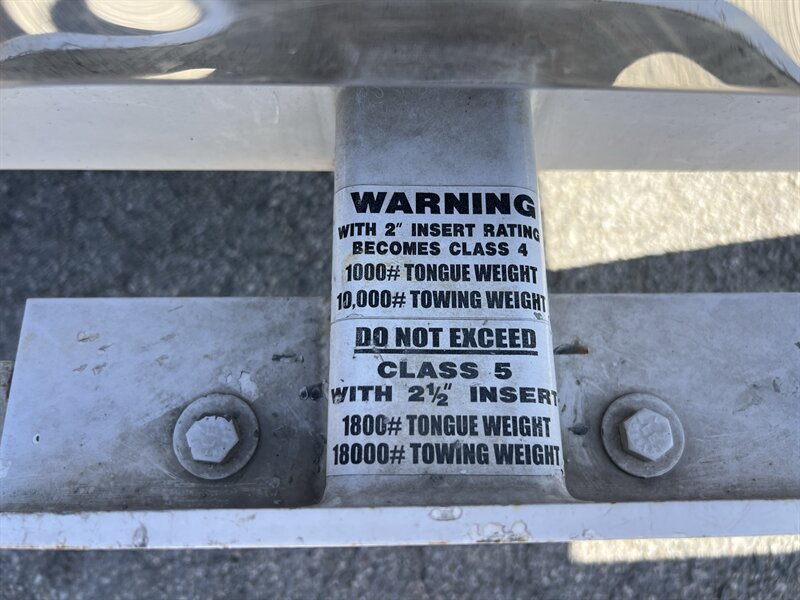 WARNING
WITH 2" INSERT RATING
BECOMES CLASS 4
1000# TONGUE WEIGHT
10,000# TOWING WEIGHT
DO NOT EXCEED
CLASS 5
WITH 2½" INSERT
1800# TONGUE WEIGHT
18000# TOWING WEIGHT